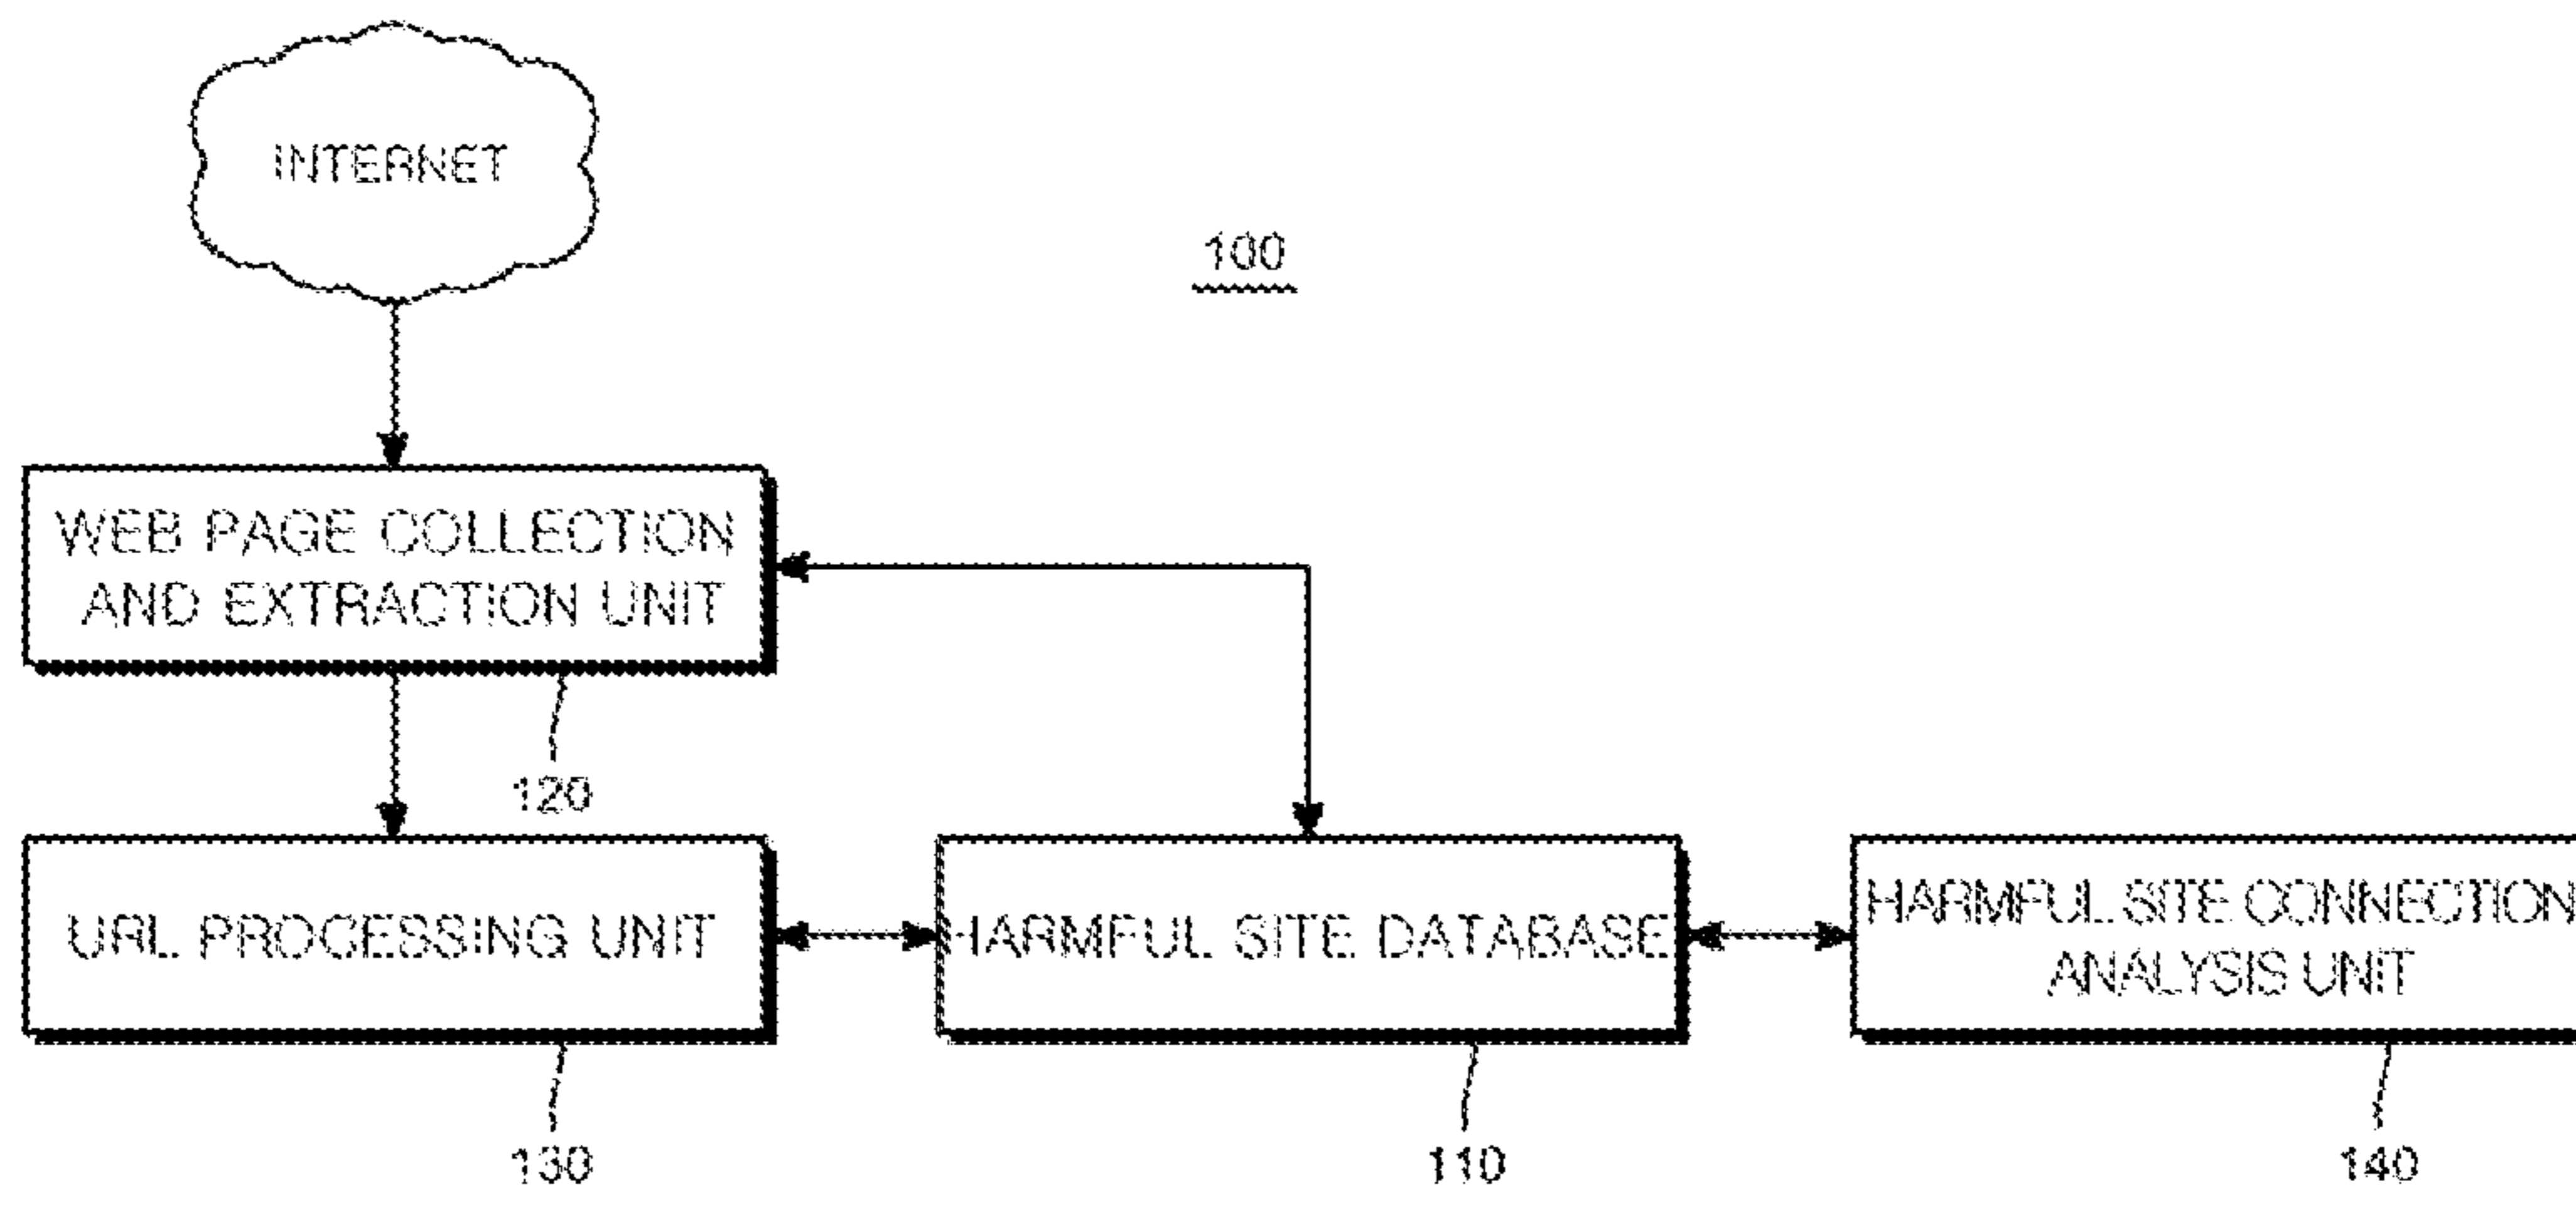 INTERNET
100
WEB PAGE COLLECTION
AND EXTRACTION UNIT
120
URL PROCESSING UNIT
HARMFUL SITE DATABASE
HARMFUL SITE CONNECTION
ANALYSIS UNIT
130
110
140